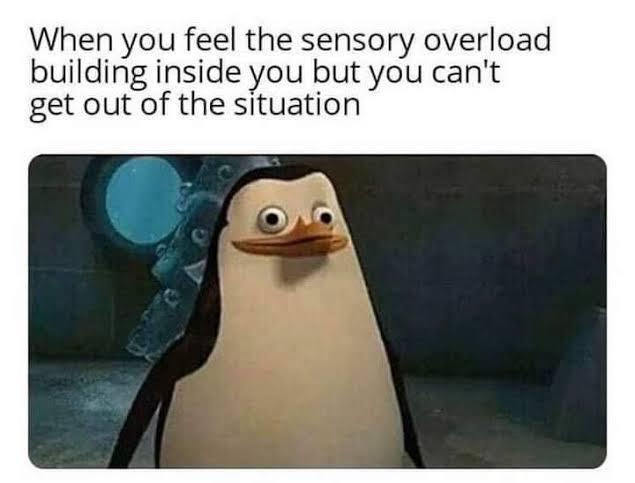 When you feel the sensory overload
building inside you but you can't
get out of the situation